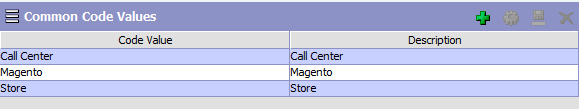 Common Code Values
Code Value Description
Call Center Call Center
Magento Magento
Store Store